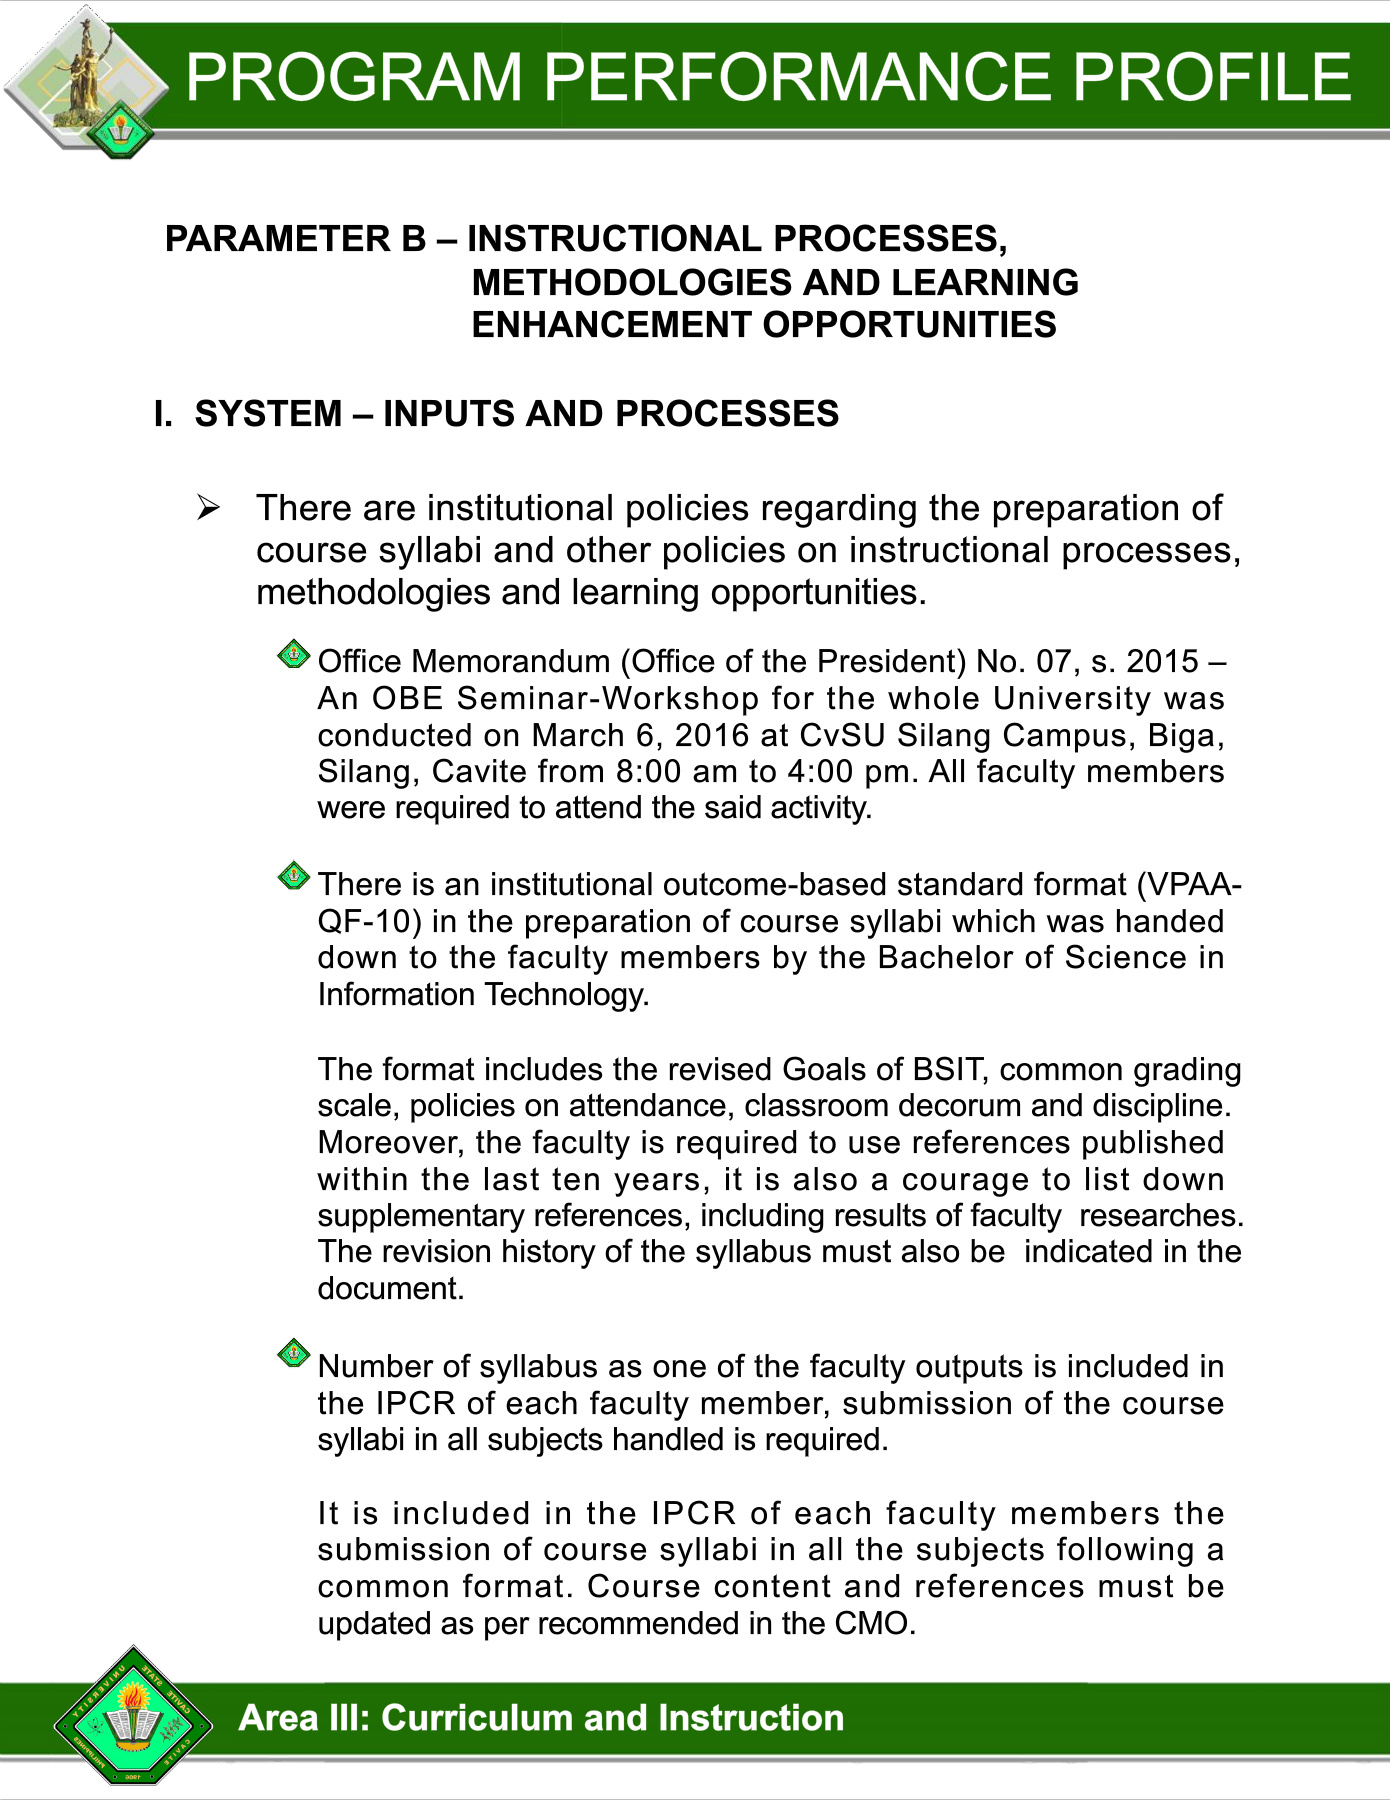 PROGRAM PERFORMANCE PROFILE
PARAMETER B – INSTRUCTIONAL PROCESSES,
METHODOLOGIES AND LEARNING
ENHANCEMENT OPPORTUNITIES
I. SYSTEM – INPUTS AND PROCESSES
➢ There are institutional policies regarding the preparation of
course syllabi and other policies on instructional processes,
methodologies and learning opportunities.
Office Memorandum (Office of the President) No. 07, s. 2015 –
An OBE Seminar-Workshop for the whole University was
conducted on March 6, 2016 at CvSU Silang Campus, Biga,
Silang, Cavite from 8:00 am to 4:00 pm. All faculty members
were required to attend the said activity.
There is an institutional outcome-based standard format (VPAA-
QF-10) in the preparation of course syllabi which was handed
down to the faculty members by the Bachelor of Science in
Information Technology.
The format includes the revised Goals of BSIT, common grading
scale, policies on attendance, classroom decorum and discipline.
Moreover, the faculty is required to use references published
within the last ten years, it is also a courage to list down
supplementary references, including results of faculty  researches.
The revision history of the syllabus must also be  indicated in the
document.
Number of syllabus as one of the faculty outputs is included in
the IPCR of each faculty member, submission of the course
syllabi in all subjects handled is required.
It is included in the IPCR of each faculty members the
submission of course syllabi in all the subjects following a
common format. Course content and references must be
updated as per recommended in the CMO.
CAVITE STATE UNIVERSITY
CAVITE PHILIPPINES
1906
Area III: Curriculum and Instruction